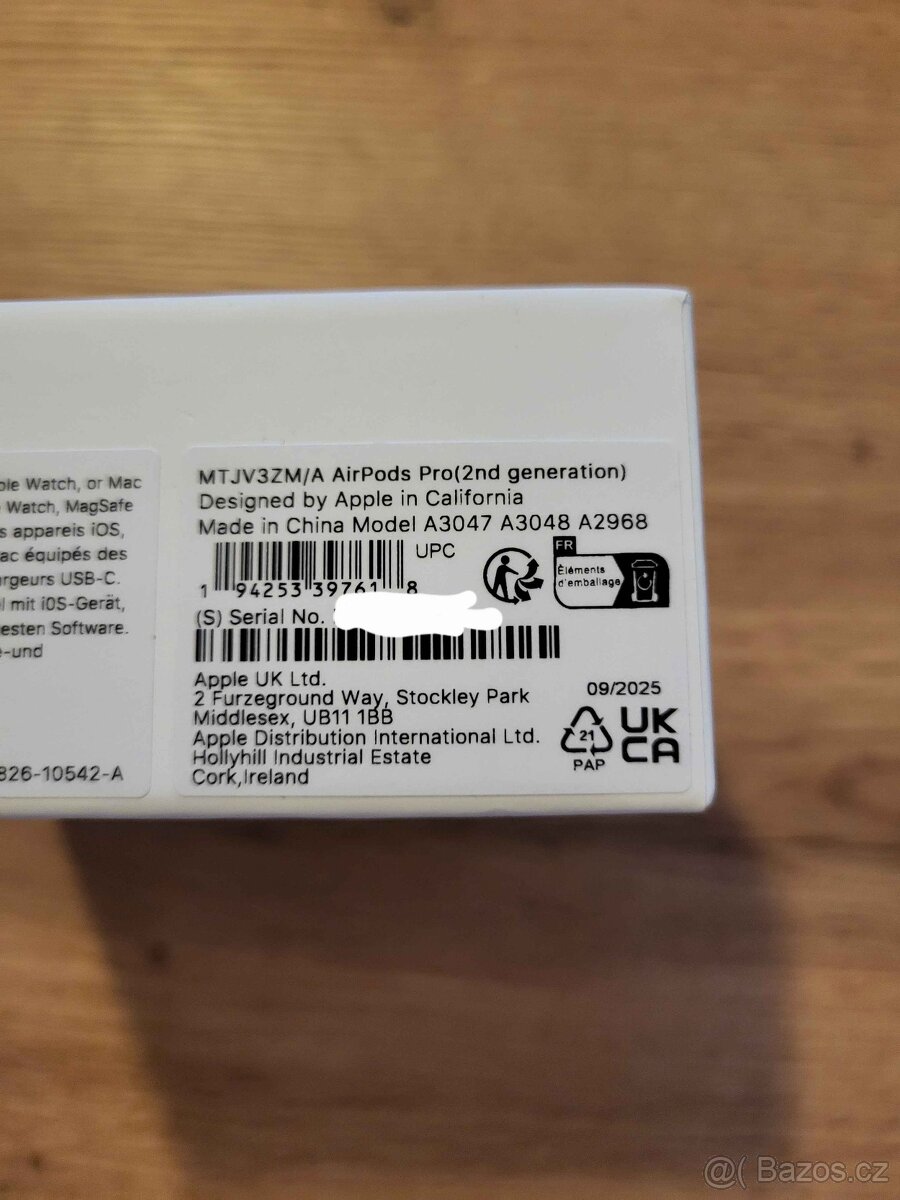 ple Watch, or Mac
Watch, MagSafe
s appareils iOS,
ac équipés des
rgeurs USB-C.
l mit iOS-Gerät,
esten Software.
e-und
826-10542-A
MTJV3ZM/A AirPods Pro(2nd generation)
Designed by Apple in California
Made in China Model A3047 A3048 A2968
UPC
1 94253 39761 8
FR
Éléments
d'emballage
(S) Serial No.
Apple UK Ltd.
2 Furzeground Way, Stockley Park
Middlesex, UB11 1BB
Apple Distribution International Ltd.
Hollyhill Industrial Estate
Cork,Ireland
09/2025
21
PAP
UK
CA
@( Bazos.cz